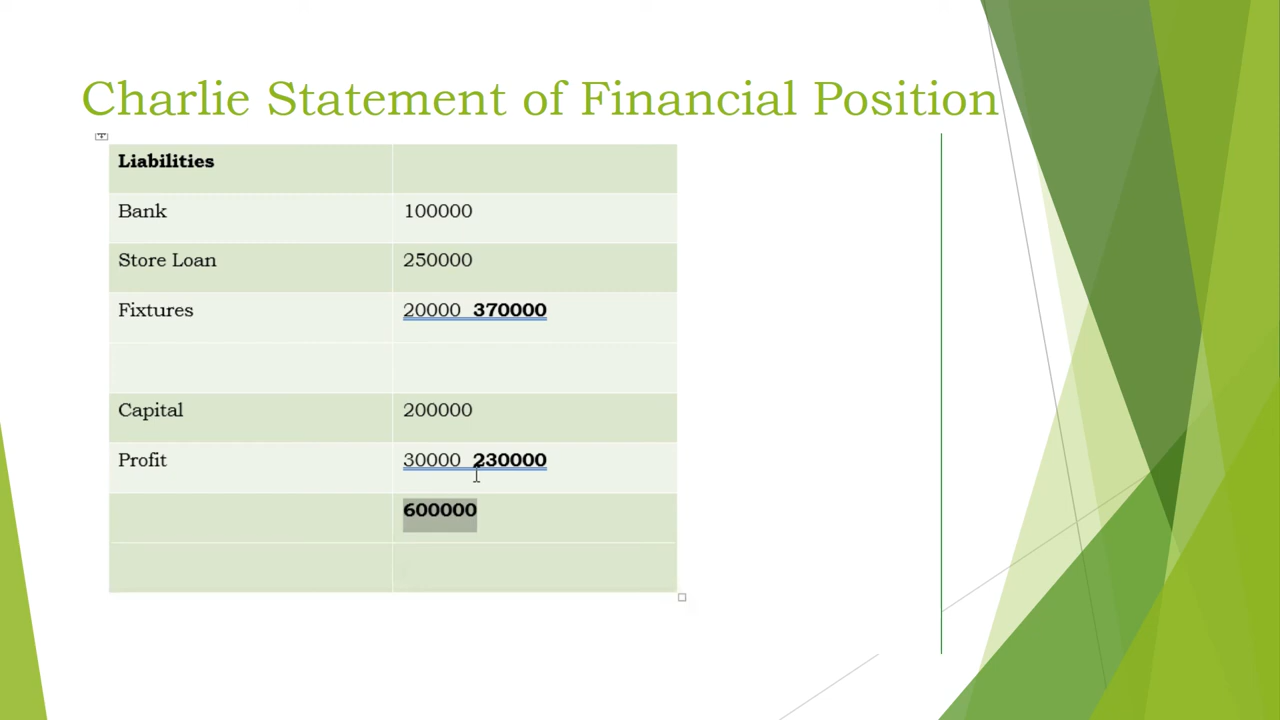 Charlie Statement of Financial Position
Liabilities
Bank 100000
Store Loan 250000
Fixtures 20000 370000
Capital 200000
Profit 30000 230000
600000